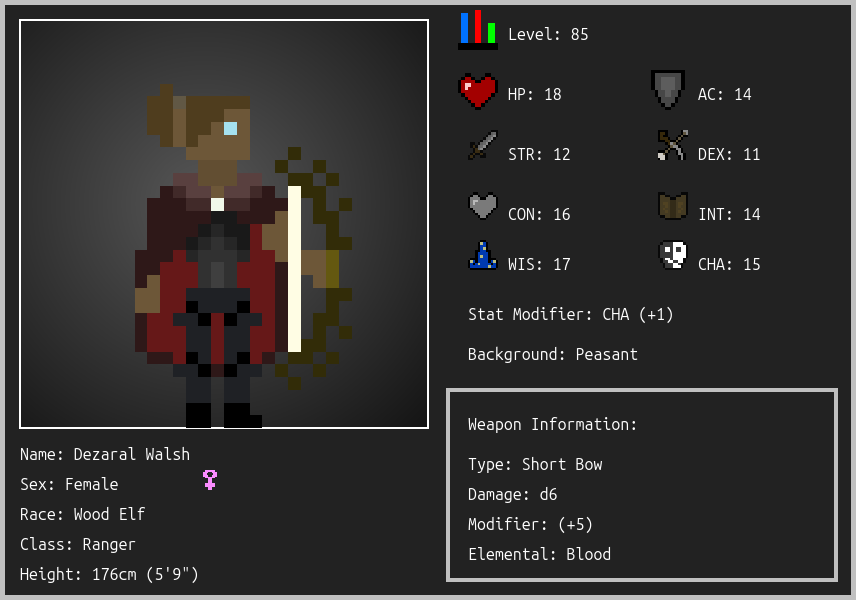 Level: 85
HP: 18
AC: 14
STR: 12
DEX: 11
CON: 16
INT: 14
WIS: 17
CHA: 15
Stat Modifier: CHA (+1)
Background: Peasant
Weapon Information:
Type: Short Bow
Damage: d6
Modifier: (+5)
Elemental: Blood
Name: Dezaral Walsh
Sex: Female
Race: Wood Elf
Class: Ranger
Height: 176cm (5'9")